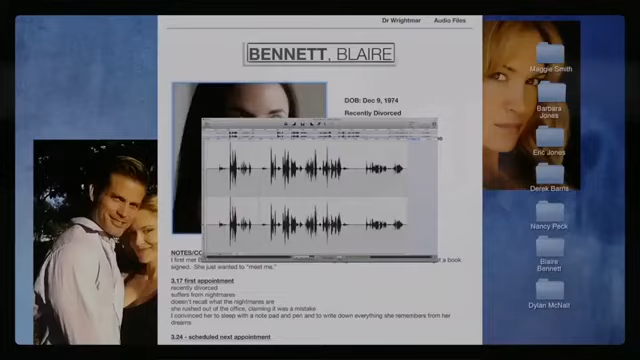 Dr Wrightmar Audio Files
BENNETT, BLAIRE
DOB: Dec 9, 1974
Recently Divorced
NOTES/CO
I first met B
t a book
signed. She just wanted to "meet me."
3.17 first appointment
recently divorced
suffers from nightmares
doesn't recall what the nightmares are
she rushed out of the office, claiming it was a mistake
I convinced her to sleep with a note pad and pen and to write down everything she remembers from her
dreams
3.24 - scheduled next appointment
Maggie Smith
Barbara
Jones
Eric Jones
Derek Barns
Nancy Peck
Blaire
Bennett
Dylan McNait